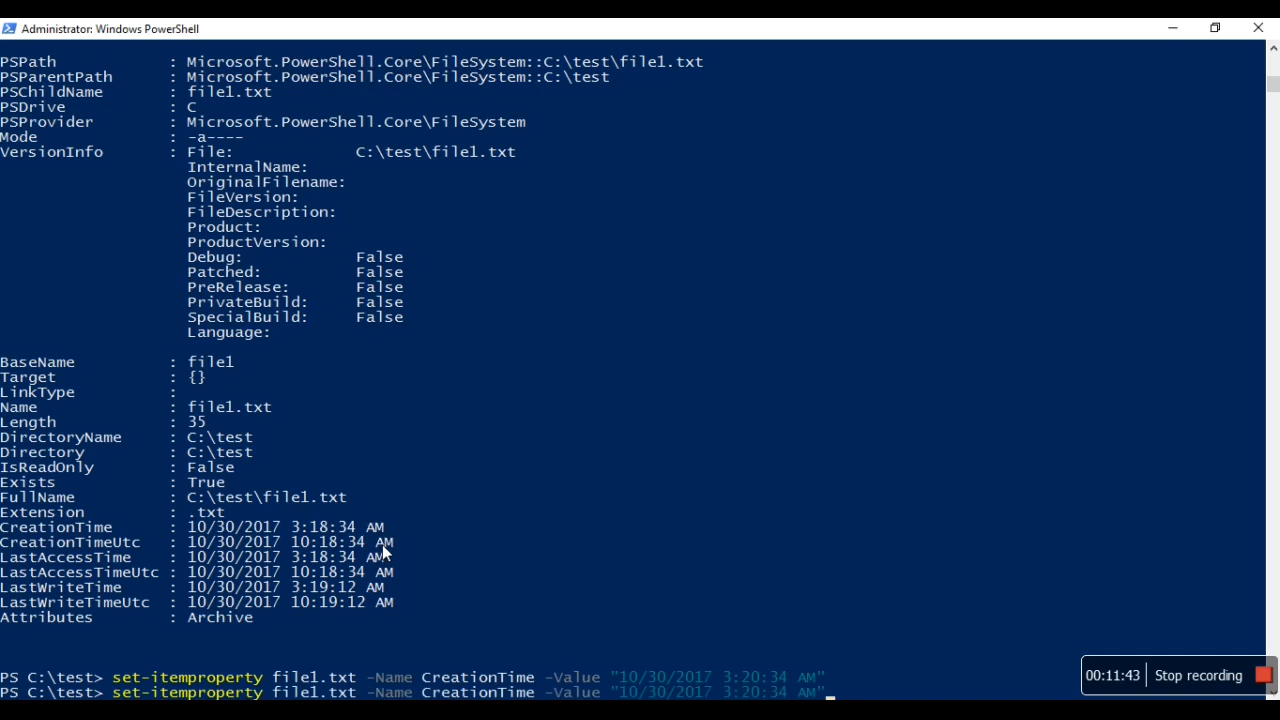 Administrator: Windows PowerShell
PSPath : Microsoft.PowerShell.Core\FileSystem::C:\test\file1.txt
PSParentPath : Microsoft.PowerShell.Core\FileSystem::C:\test
PSChildName : file1.txt
PSDrive : C
PSProvider : Microsoft.PowerShell.Core\FileSystem
Mode : -a----
VersionInfo : File: C:\test\file1.txt
InternalName:
OriginalFilename:
FileVersion:
FileDescription:
Product:
ProductVersion:
Debug: False
Patched: False
PreRelease: False
PrivateBuild: False
SpecialBuild: False
Language:
BaseName : file1
Target : {}
LinkType :
Name : file1.txt
Length : 35
DirectoryName : C:\test
Directory : C:\test
IsReadOnly : False
Exists : True
FullName : C:\test\file1.txt
Extension : .txt
CreationTime : 10/30/2017 3:18:34 AM
CreationTimeUtc : 10/30/2017 10:18:34 AM
LastAccessTime : 10/30/2017 3:18:34 AM
LastAccessTimeUtc : 10/30/2017 10:18:34 AM
LastWriteTime : 10/30/2017 3:19:12 AM
LastWriteTimeUtc : 10/30/2017 10:19:12 AM
Attributes : Archive
PS C:\test> set-itemproperty file1.txt -Name CreationTime -Value "10/30/2017 3:20:34 AM"
PS C:\test> set-itemproperty file1.txt -Name CreationTime -Value "10/30/2017 3:20:34 AM"
00:11:43 Stop recording